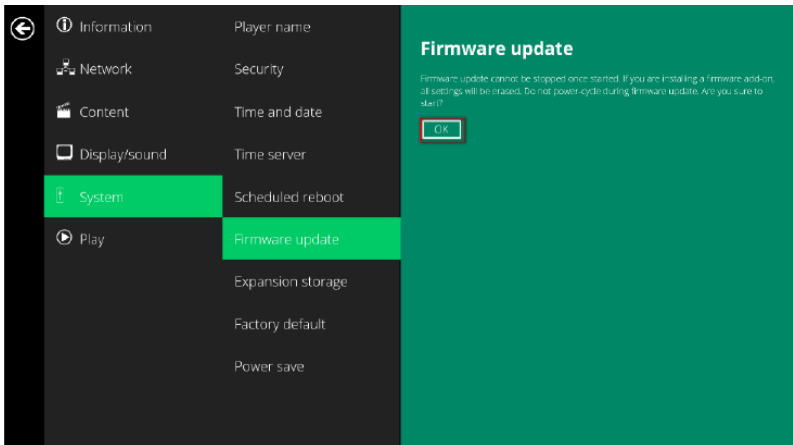 Information
Network
Content
Display/sound
System
Play
Player name
Security
Time and date
Time server
Scheduled reboot
Firmware update
Expansion storage
Factory default
Power save
Firmware update
Firmware update cannot be stopped once started. If you are installing a firmware add-on,
all settings will be erased. Do not power-cycle during firmware update. Are you sure to
start?
OK